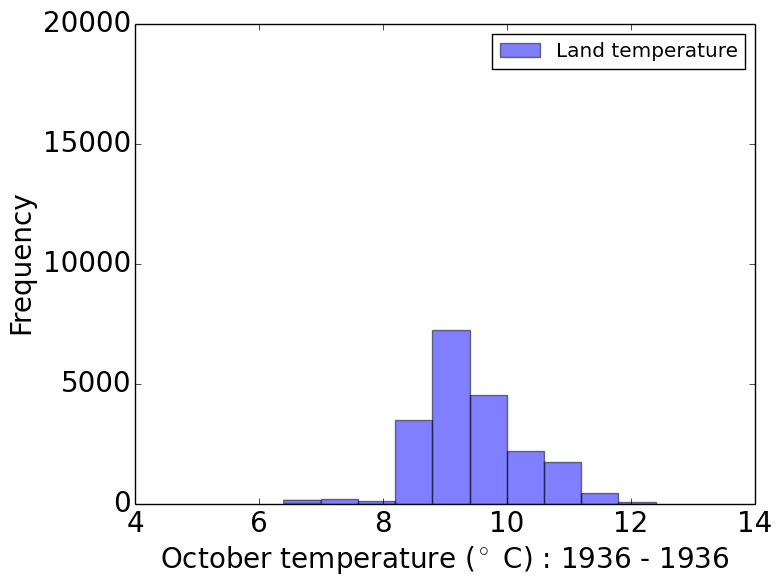 20000
15000
10000
5000
0
Frequency
Land temperature
4 6 8 10 12 14
October temperature (° C) : 1936 - 1936